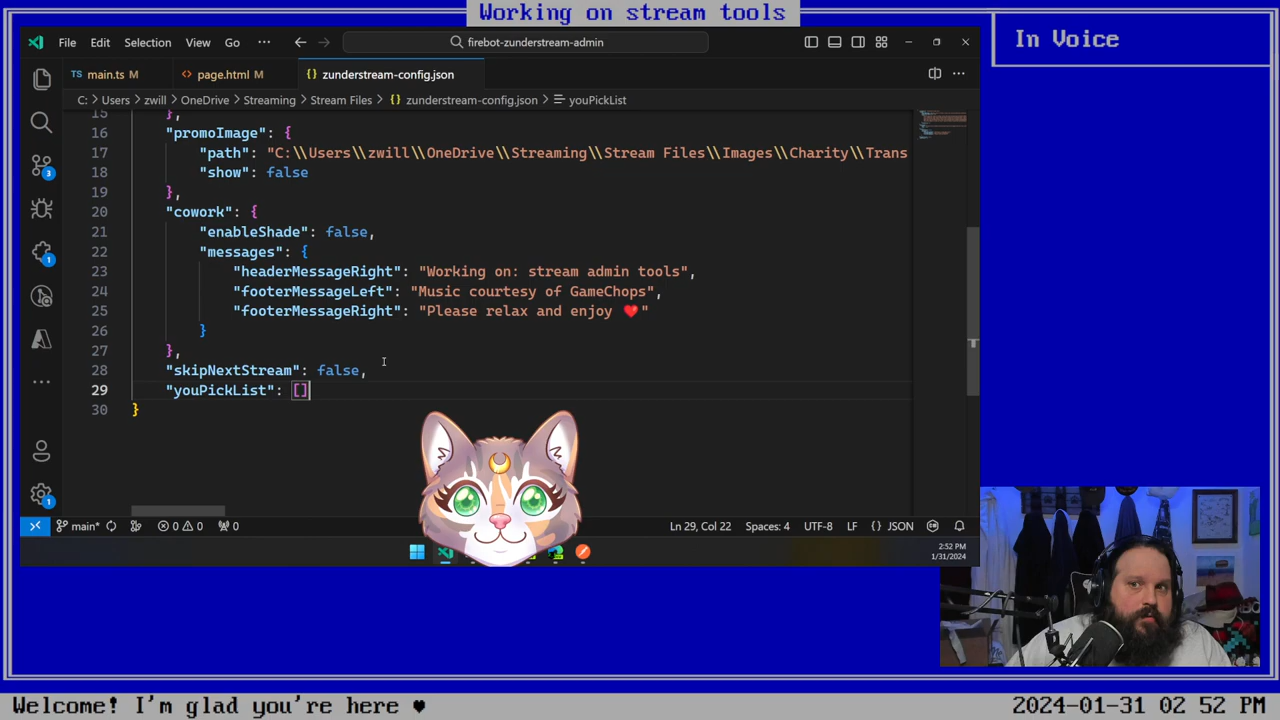 Working on stream tools
In Voice
File Edit Selection View Go ··· firebot-zunderstream-admin
TS main.ts M <> page.html M {} zunderstream-config.json
C: > Users > zwill > OneDrive > Streaming > Stream Files > {} zunderstream-config.json > youPickList
15 },
16 "promoImage": {
17 "path": "C:\\Users\\zwill\\OneDrive\\Streaming\\Stream Files\\Images\\Charity\\Trans
18 "show": false
19 },
20 "cowork": {
21 "enableShade": false,
22 "messages": {
23 "headerMessageRight": "Working on: stream admin tools",
24 "footerMessageLeft": "Music courtesy of GameChops",
25 "footerMessageRight": "Please relax and enjoy ❤️"
26 }
27 },
28 "skipNextStream": false,
29 "youPickList": []
30 }
3
1
1
main* 0 0 0 Ln 29, Col 22 Spaces: 4 UTF-8 LF {} JSON
2:52 PM
1/31/2024
Welcome! I'm glad you're here ♥ 2024-01-31 02 52 PM